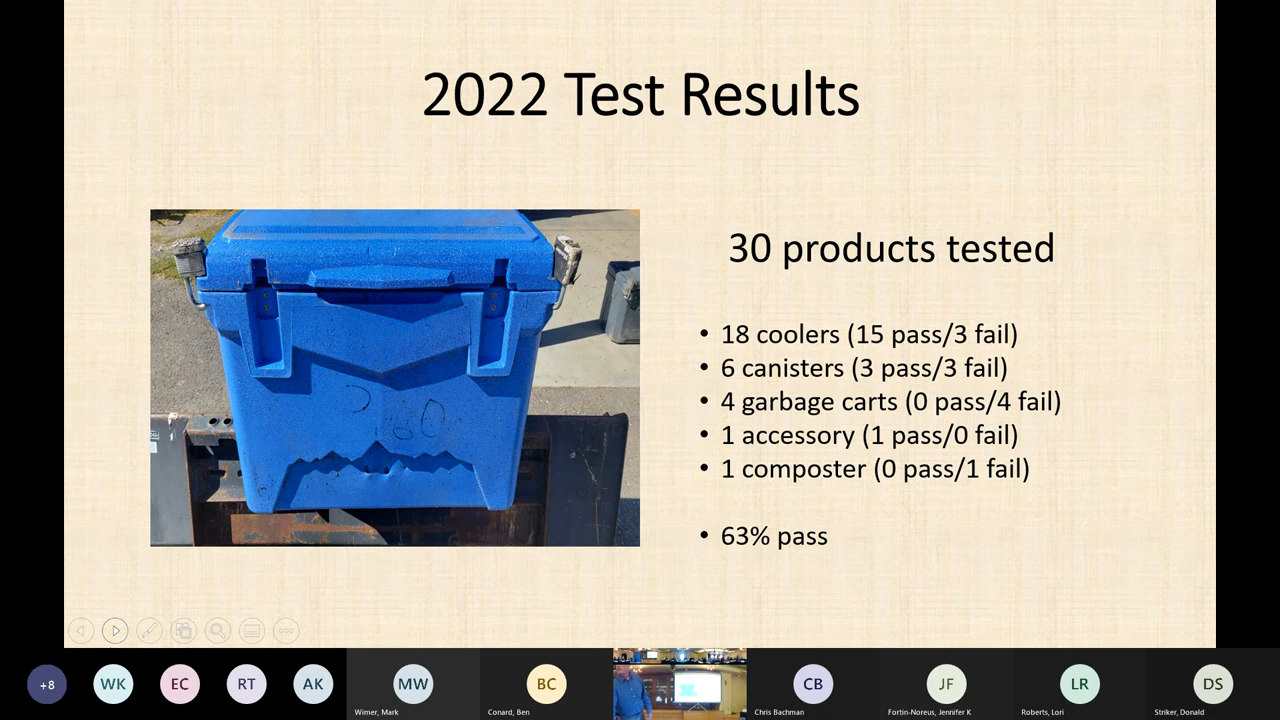 2022 Test Results
30 products tested
• 18 coolers (15 pass/3 fail)
• 6 canisters (3 pass/3 fail)
• 4 garbage carts (0 pass/4 fail)
• 1 accessory (1 pass/0 fail)
• 1 composter (0 pass/1 fail)
• 63% pass
+8
WK
EC
RT
AK
MW
Wimer, Mark
BC
Conard, Ben
CB
Chris Bachman
JF
Fortin-Noreus, Jennifer K
LR
Roberts, Lori
DS
Striker, Donald